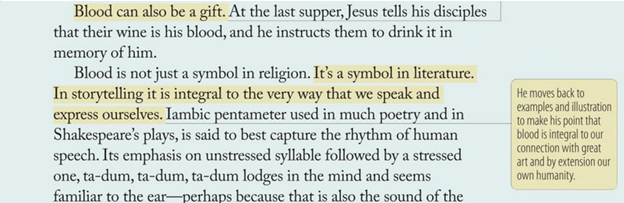 Blood can also be a gift. At the last supper, Jesus tells his disciples
that their wine is his blood, and he instructs them to drink it in
memory of him.
Blood is not just a symbol in religion. It's a symbol in literature.
In storytelling it is integral to the very way that we speak and
express ourselves. Iambic pentameter used in much poetry and in
Shakespeare's plays, is said to best capture the rhythm of human
speech. Its emphasis on unstressed syllable followed by a stressed
one, ta-dum, ta-dum, ta-dum lodges in the mind and seems
familiar to the ear—perhaps because that is also the sound of the
He moves back to
examples and illustration
to make his point that
blood is integral to our
connection with great
art and by extension our
own humanity.